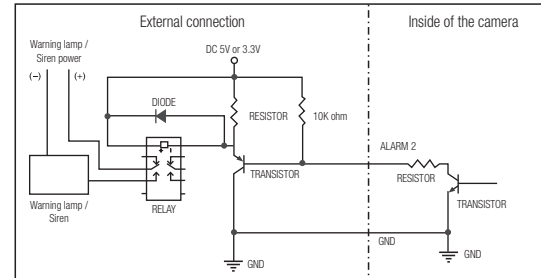 External connection
Inside of the camera
Warning lamp /
Siren power
(−)
(+)
DC 5V or 3.3V
DIODE
RESISTOR
10K ohm
ALARM 2
RESISTOR
TRANSISTOR
TRANSISTOR
Warning lamp /
Siren
RELAY
GND
GND
GND